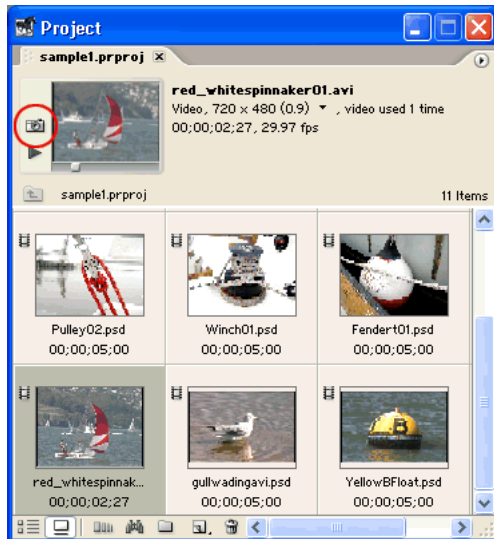 Project
sample1.prproj
red_whitespinnaker01.avi
Video, 720 x 480 (0.9) , video used 1 time
00;00;02;27, 29.97 fps
sample1.prproj 11 Items
Pulley02.psd Winch01.psd Fendert01.psd
00;00;05;00 00;00;05;00 00;00;05;00
red_whitespinnak... gullwadingavi.psd YellowBFloat.psd
00;00;02;27 00;00;05;00 00;00;05;00